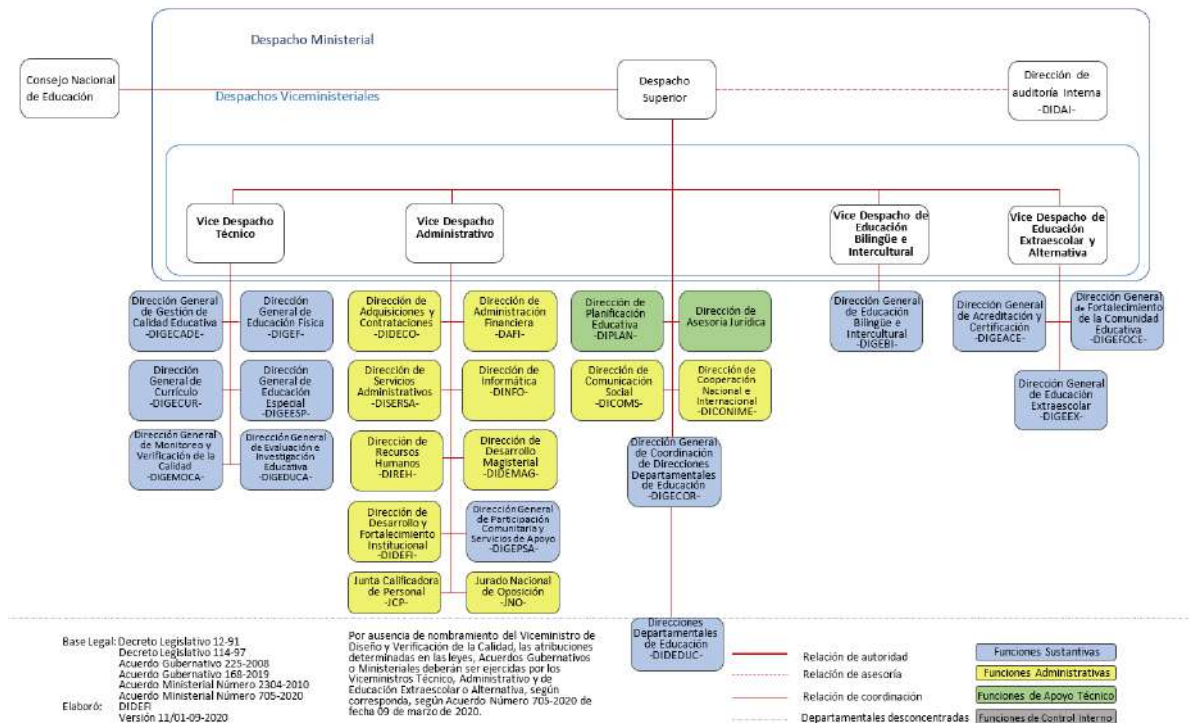 Despacho Ministerial
Consejo Nacional
de Educación
Despachos Viceministeriales
Despacho
Superior
Dirección de
auditoría Interna
-DIDAI-
Vice Despacho
Técnico
Vice Despacho
Administrativo
Vice Despacho de
Educación
Bilingüe e
Intercultural
Vice Despacho de
Educación
Extraescolar y
Alternativa
Dirección General
de Gestión de
Calidad Educativa
-DIGECADE-
Dirección
General de
Educación Física
-DIGEF-
Dirección de
Adquisiciones y
Contrataciones
-DIDECO-
Dirección de
Administración
Financiera
-DAFI-
Dirección de
Planificación
Educativa
-DIPLAN-
Dirección de
Asesoría Jurídica
Dirección
General de
Educación
Bilingüe e
Intercultural
-DIGEBI-
Dirección General
de Acreditación y
Certificación
-DIGEACE-
Dirección General
de Fortalecimiento
de la Comunidad
Educativa
-DIGEFOCE-
Dirección
General de
Currículo
-DIGECUR-
Dirección
General de
Educación
Especial
-DIGEESP-
Dirección de
Servicios
Administrativos
-DISERSA-
Dirección de
Informática
-DINFO-
Dirección de
Comunicación
Social
-DICOMS-
Dirección de
Cooperación
Nacional e
Internacional
-DICONIME-
Dirección General
de Educación
Extraescolar
-DIGEEX-
Dirección General
de Monitoreo y
Verificación de la
Calidad
-DIGEMOCA-
Dirección General
de Evaluación e
Investigación
Educativa
-DIGEDUCA-
Dirección de
Recursos
Humanos
-DIREH-
Dirección de
Desarrollo
Magisterial
-DIDEMAG-
Dirección General
de Coordinación
de Direcciones
Departamentales
de Educación
-DIGECOR-
Dirección de
Desarrollo y
Fortalecimiento
Institucional
-DIDEFI-
Dirección General
de Participación
Comunitaria y
Servicios de Apoyo
-DIGEPSA-
Junta Calificadora
de Personal
-JCP-
Jurado Nacional
de Oposición
-JNO-
Direcciones
Departamentales
de Educación
-DIDEDUC-
Base Legal: Decreto Legislativo 12-91
Decreto Legislativo 114-97
Acuerdo Gubernativo 225-2008
Acuerdo Gubernativo 168-2019
Acuerdo Ministerial Número 2304-2010
Acuerdo Ministerial Número 705-2020
Elaboró: DIDEFI
Versión 11/01-09-2020
Por ausencia de nombramiento del Viceministro de
Diseño y Verificación de la Calidad, las atribuciones
determinadas en las leyes, Acuerdos Gubernativos
o Ministeriales deberán ser ejercidas por los
Viceministros Técnico, Administrativo y de
Educación Extraescolar o Alternativa, según
corresponda, según Acuerdo Número 705-2020 de
fecha 09 de marzo de 2020.
Relación de autoridad
Relación de asesoría
Relación de coordinación
Departamentales desconcentradas
Funciones Sustantivas
Funciones Administrativas
Funciones de Apoyo Técnico
Funciones de Control Interno